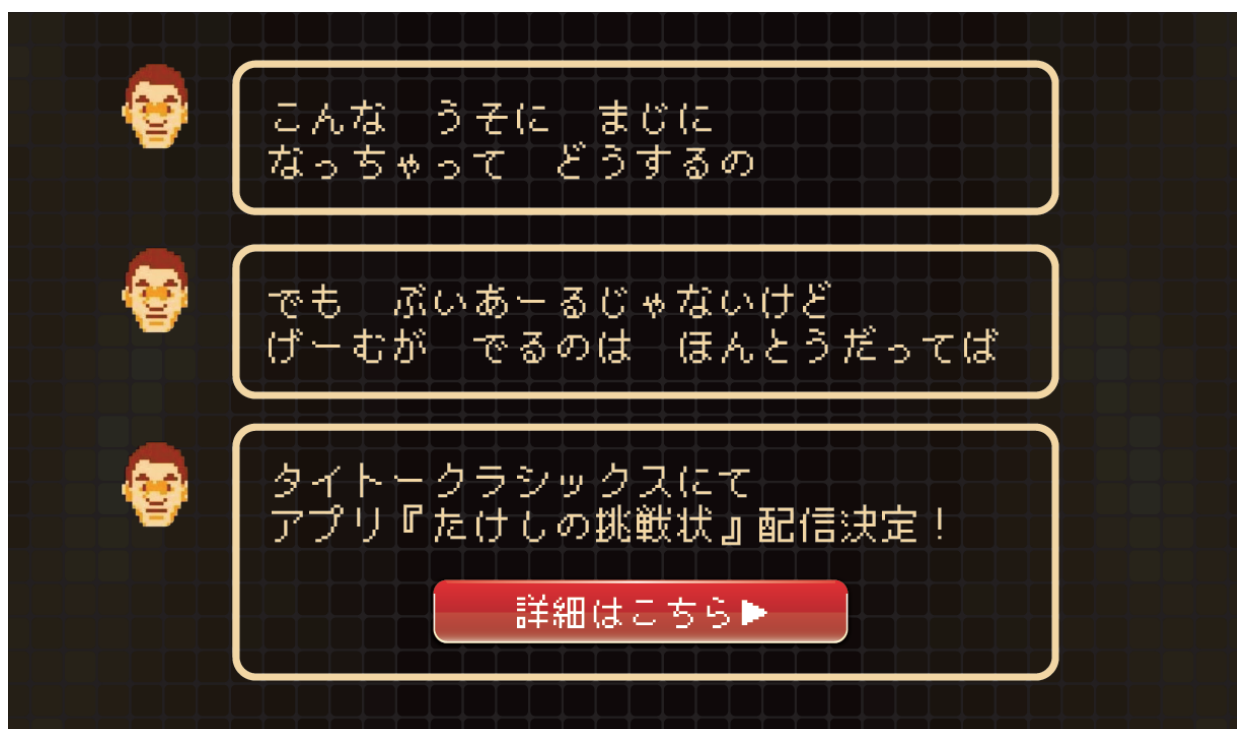 こんな　うそに　まじに
なっちゃって　どうするの
でも　ぶいあーるじゃないけど
げーむが　でるのは　ほんとうだってば
タイトークラシックスにて
アプリ『たけしの挑戦状』配信決定！
詳細はこちら▶